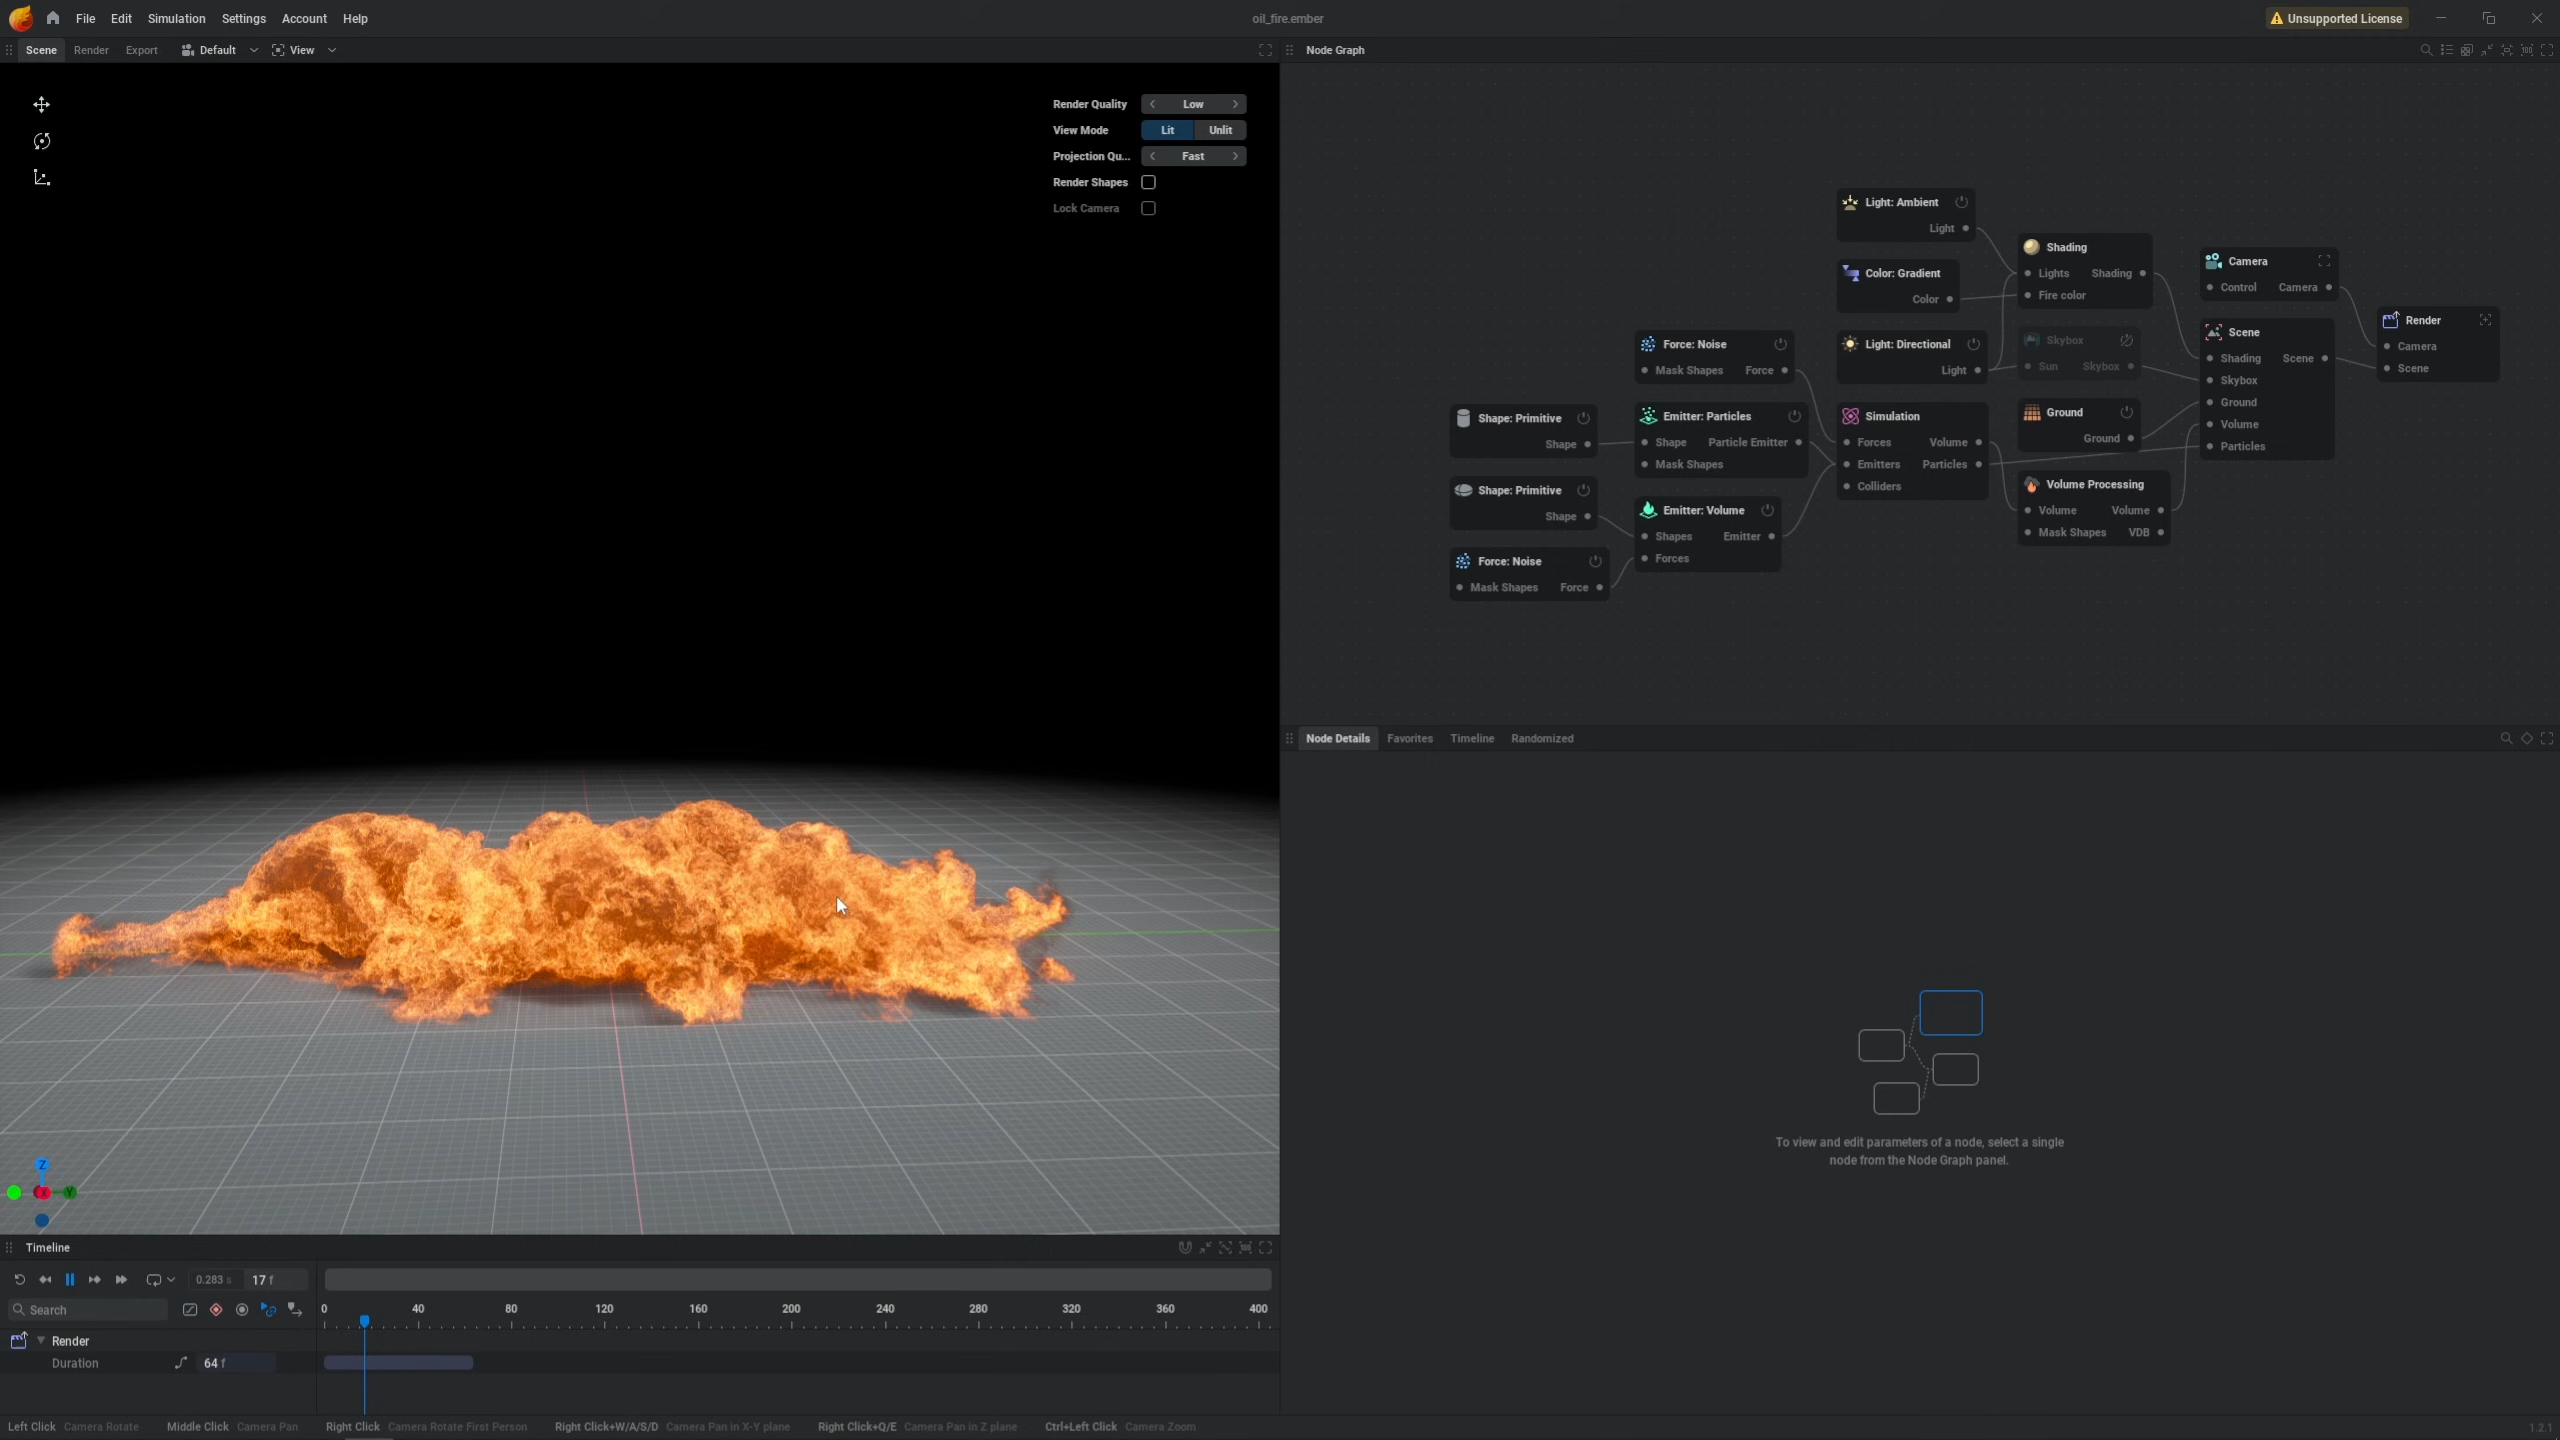 File Edit Simulation Settings Account Help
oil_fire.ember
Unsupported License
Scene Render Export Default View
Node Graph
Render Quality Low
View Mode Lit Unlit
Projection Qu... Fast
Render Shapes
Lock Camera
Light: Ambient
Light
Color: Gradient
Color
Light: Directional
Light
Shading
Lights Shading
Fire color
Skybox
Sun Skybox
Ground
Ground
Camera
Control Camera
Scene
Shading Scene
Skybox
Ground
Volume
Particles
Render
Camera
Scene
Force: Noise
Mask Shapes Force
Shape: Primitive
Shape
Emitter: Particles
Shape Particle Emitter
Mask Shapes
Simulation
Forces Volume
Emitters Particles
Colliders
Shape: Primitive
Shape
Emitter: Volume
Shapes Emitter
Forces
Volume Processing
Volume Volume
Mask Shapes VDB
Force: Noise
Mask Shapes Force
Node Details Favorites Timeline Randomized
To view and edit parameters of a node, select a single
node from the Node Graph panel.
Z
X Y
Timeline
0.283 s 17 f
Search
0 40 80 120 160 200 240 280 320 360 400
Render
Duration 64 f
Left Click Camera Rotate Middle Click Camera Pan Right Click Camera Rotate First Person Right Click+W/A/S/D Camera Pan in X-Y plane Right Click+Q/E Camera Pan in Z plane Ctrl+Left Click Camera Zoom
1.2.1